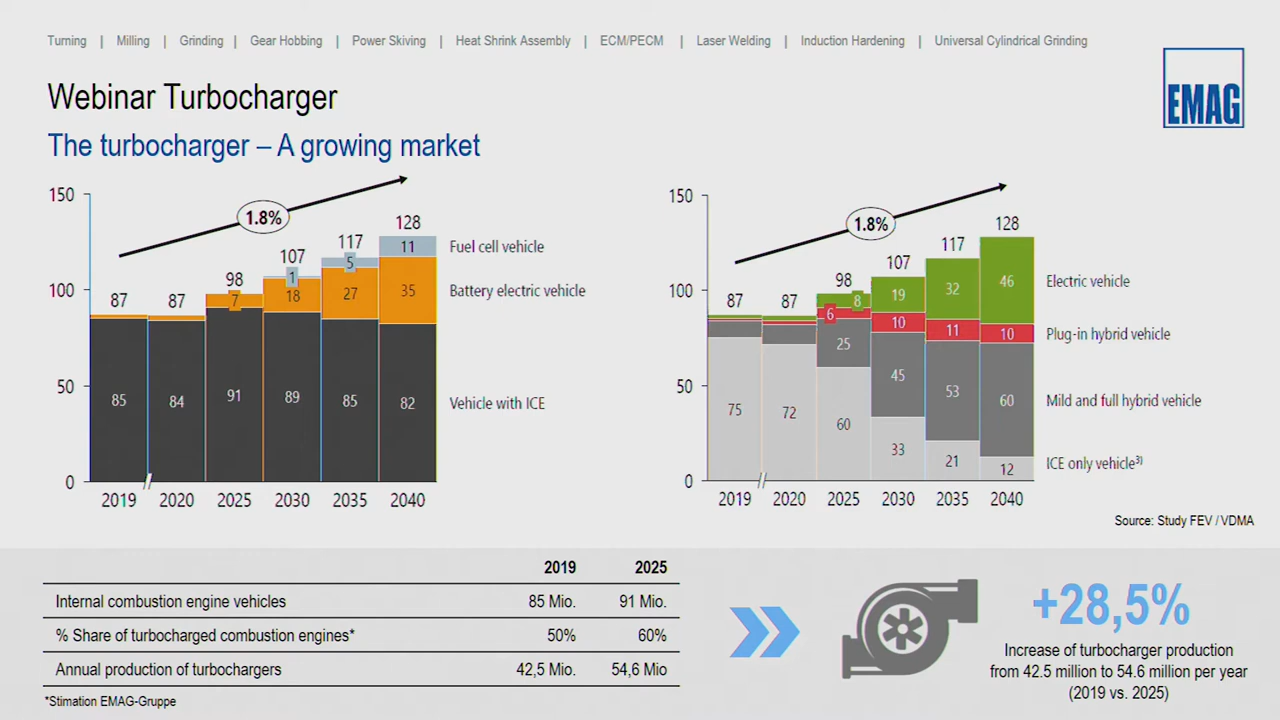 Turning | Milling | Grinding | Gear Hobbing | Power Skiving | Heat Shrink Assembly | ECM/PECM | Laser Welding | Induction Hardening | Universal Cylindrical Grinding
EMAG
Webinar Turbocharger
The turbocharger – A growing market
150
100
50
0
1.8%
87
87
98
107
117
128
1
5
11
7
18
27
35
85
84
91
89
85
82
Fuel cell vehicle
Battery electric vehicle
Vehicle with ICE
2019 2020 2025 2030 2035 2040
150
100
50
0
1.8%
87
87
98
107
117
128
8
19
32
46
6
10
11
10
25
45
53
60
75
72
60
33
21
12
Electric vehicle
Plug-in hybrid vehicle
Mild and full hybrid vehicle
ICE only vehicle³⁾
2019 2020 2025 2030 2035 2040
Source: Study FEV / VDMA
2019 2025
Internal combustion engine vehicles 85 Mio. 91 Mio.
% Share of turbocharged combustion engines* 50% 60%
Annual production of turbochargers 42,5 Mio. 54,6 Mio
*Stimation EMAG-Gruppe
+28,5%
Increase of turbocharger production
from 42.5 million to 54.6 million per year
(2019 vs. 2025)